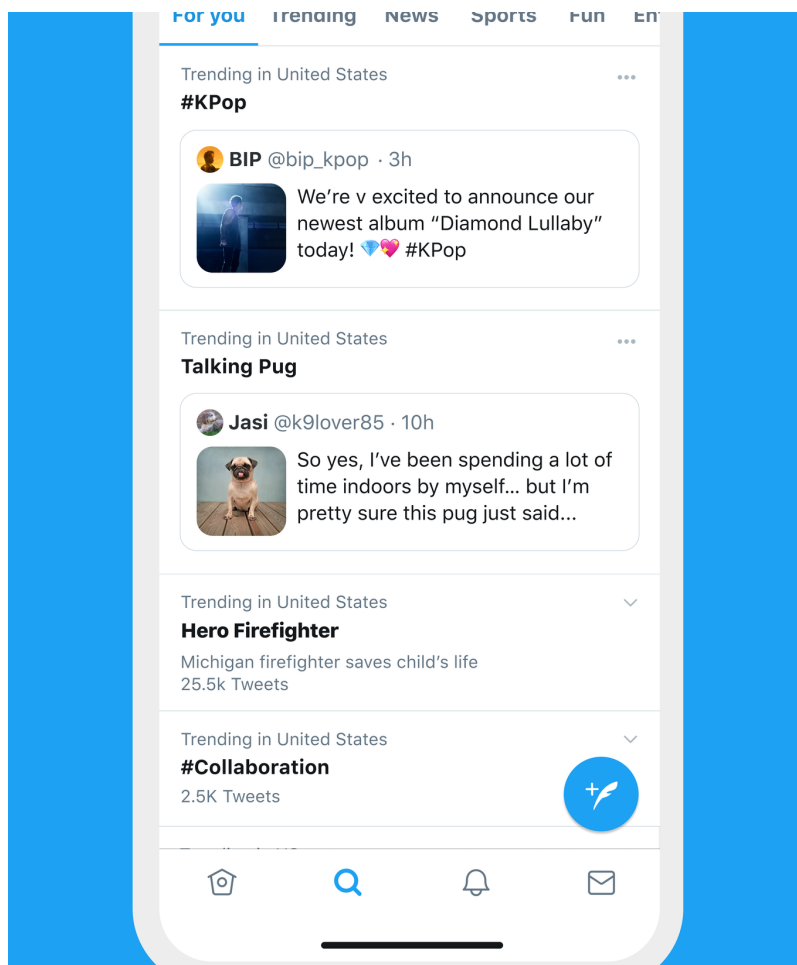 For you Trending News Sports Fun
Trending in United States
#KPop
BIP @bip_kpop · 3h
We’re v excited to announce our
newest album “Diamond Lullaby”
today! 💎💖 #KPop
Trending in United States
Talking Pug
Jasi @k9lover85 · 10h
So yes, I’ve been spending a lot of
time indoors by myself... but I’m
pretty sure this pug just said...
Trending in United States
Hero Firefighter
Michigan firefighter saves child’s life
25.5k Tweets
Trending in United States
#Collaboration
2.5K Tweets